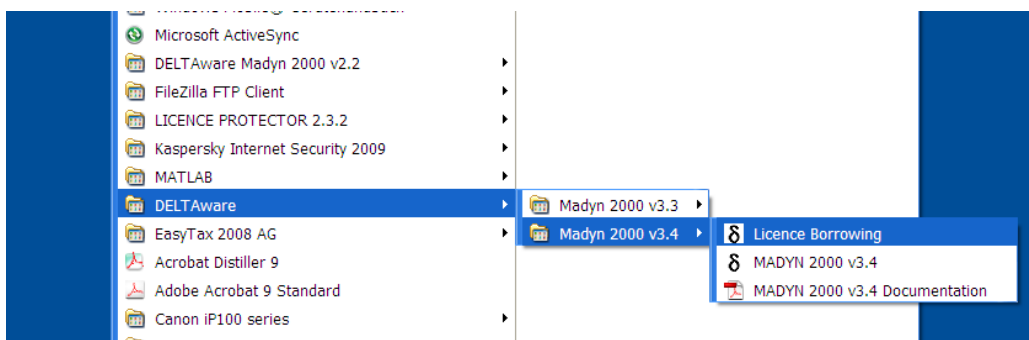 Microsoft ActiveSync
DELTAware Madyn 2000 v2.2
FileZilla FTP Client
LICENCE PROTECTOR 2.3.2
Kaspersky Internet Security 2009
MATLAB
DELTAware
Madyn 2000 v3.3
EasyTax 2008 AG
Madyn 2000 v3.4
Licence Borrowing
Acrobat Distiller 9
MADYN 2000 v3.4
Adobe Acrobat 9 Standard
MADYN 2000 v3.4 Documentation
Canon iP100 series